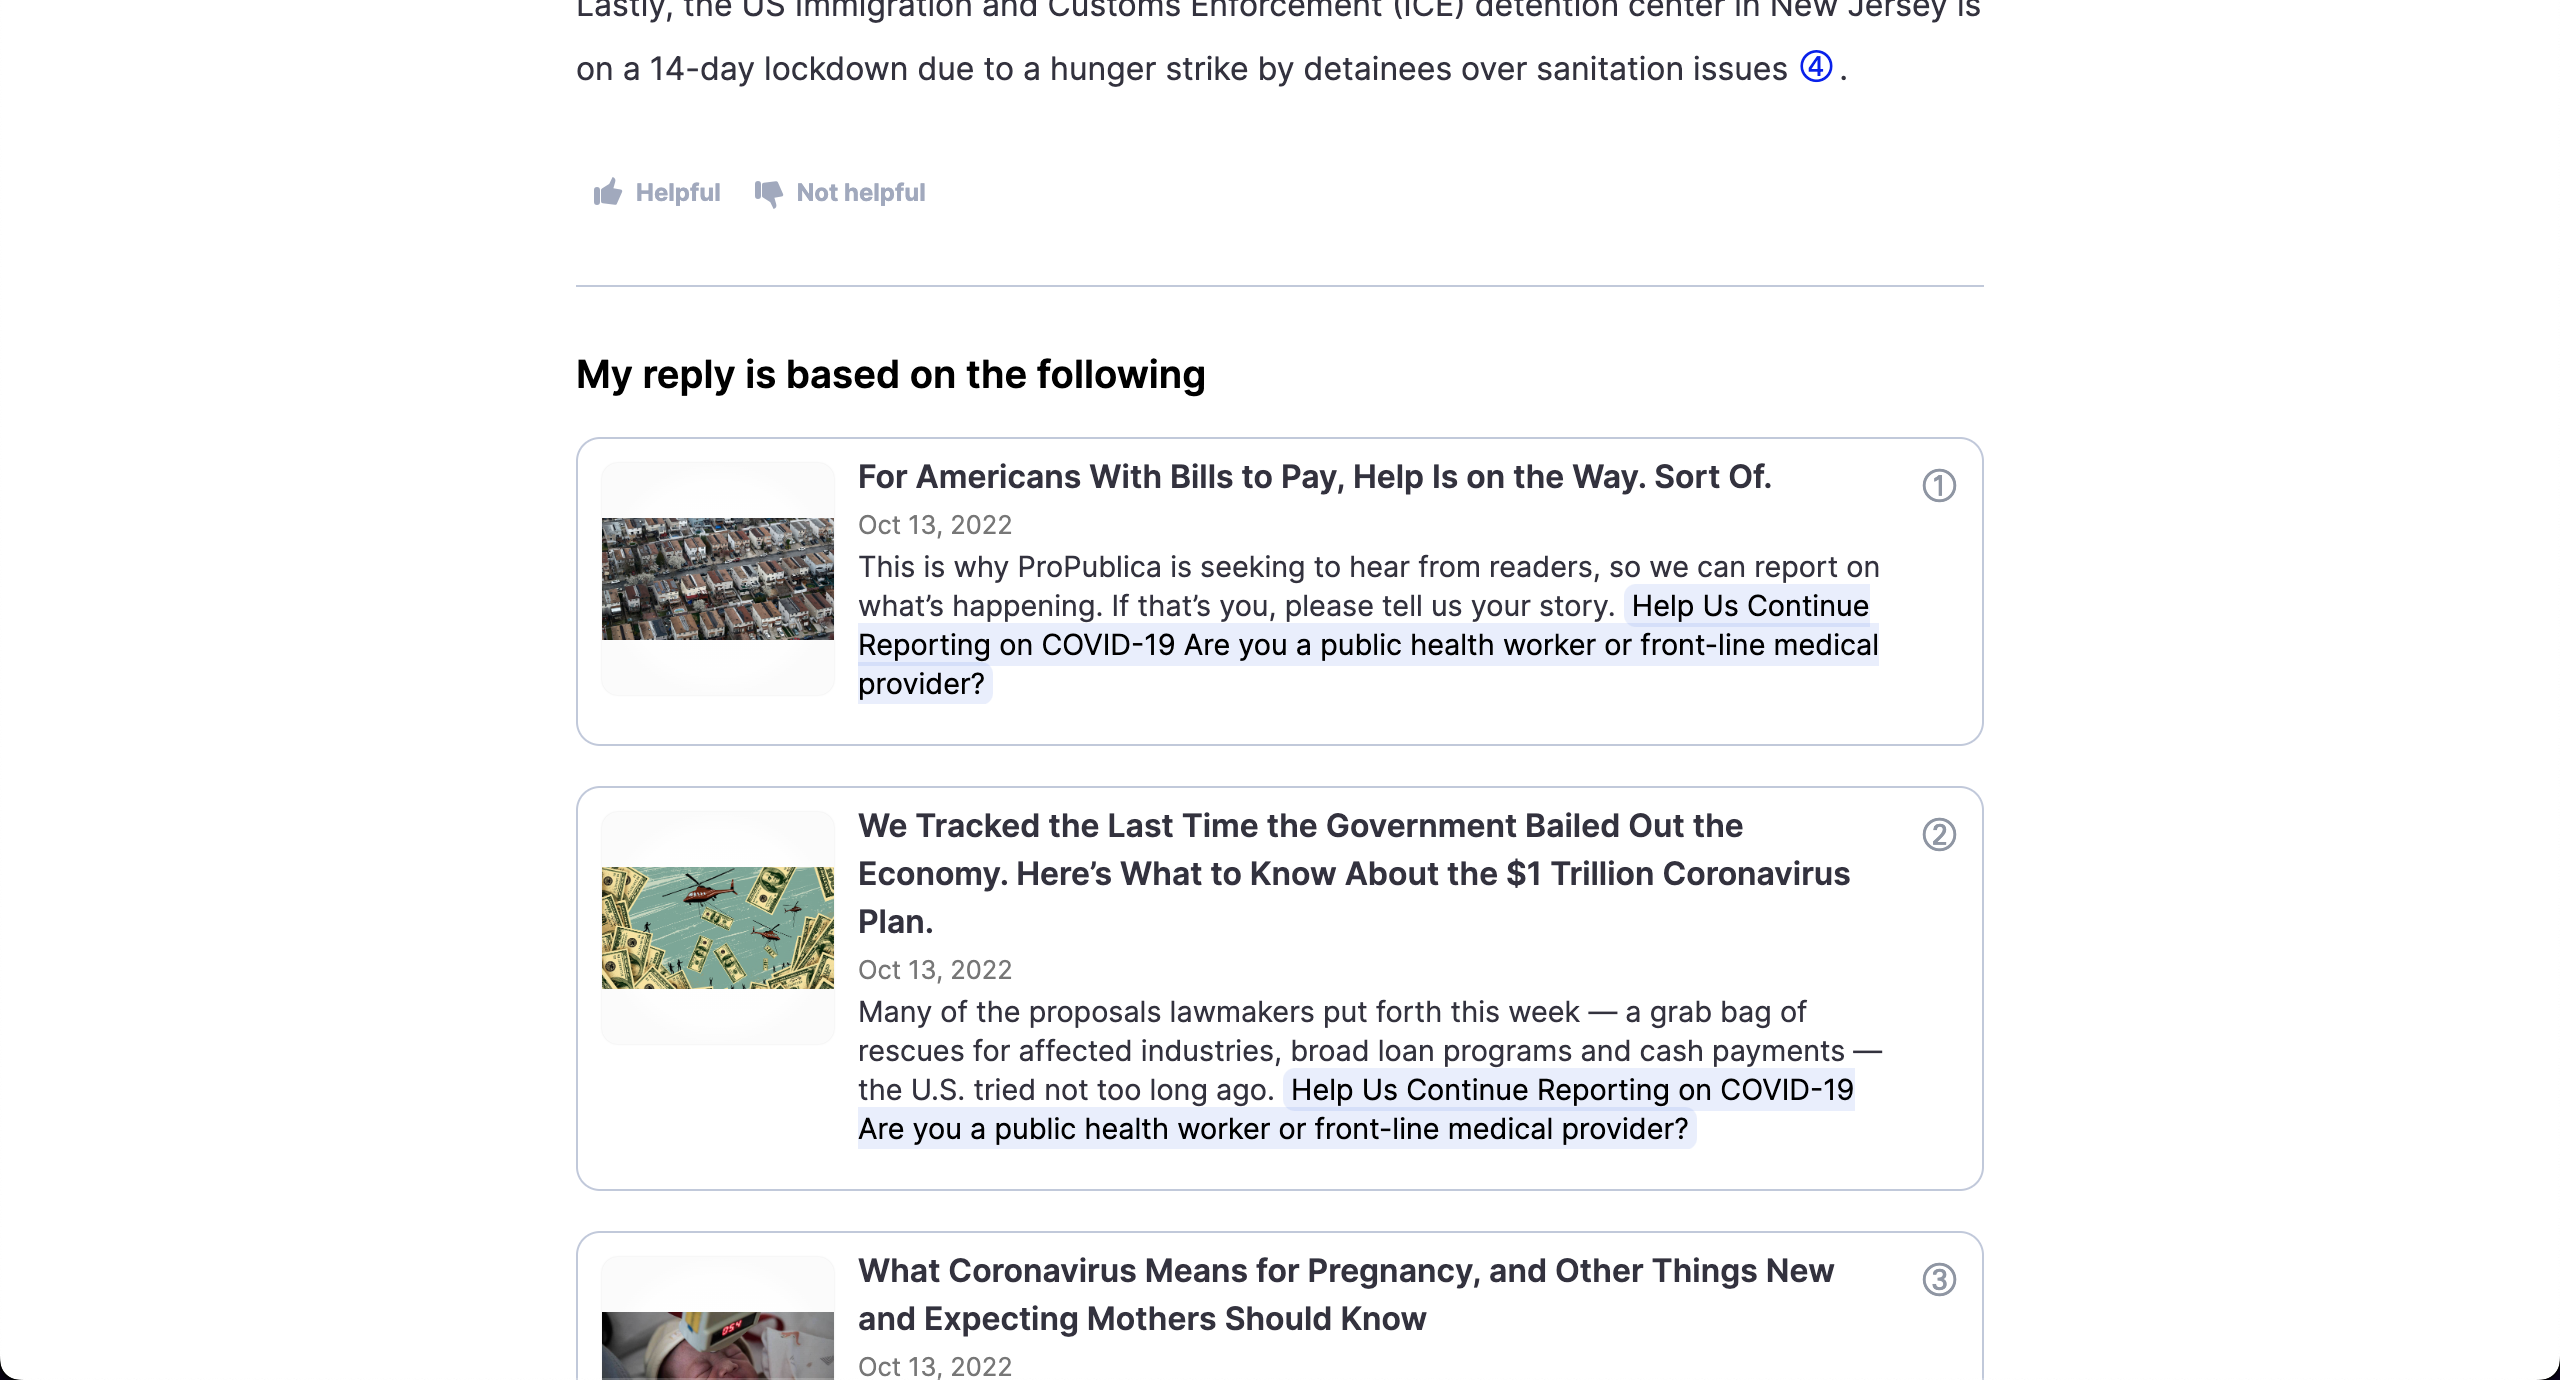 Lastly, the US Immigration and Customs Enforcement (ICE) detention center in New Jersey is
on a 14-day lockdown due to a hunger strike by detainees over sanitation issues ④ .
Helpful Not helpful
My reply is based on the following
For Americans With Bills to Pay, Help Is on the Way. Sort Of.
①
Oct 13, 2022
This is why ProPublica is seeking to hear from readers, so we can report on
what’s happening. If that’s you, please tell us your story. Help Us Continue
Reporting on COVID-19 Are you a public health worker or front-line medical
provider?
We Tracked the Last Time the Government Bailed Out the
②
Economy. Here’s What to Know About the $1 Trillion Coronavirus
Plan.
Oct 13, 2022
Many of the proposals lawmakers put forth this week — a grab bag of
rescues for affected industries, broad loan programs and cash payments —
the U.S. tried not too long ago. Help Us Continue Reporting on COVID-19
Are you a public health worker or front-line medical provider?
What Coronavirus Means for Pregnancy, and Other Things New
③
and Expecting Mothers Should Know
Oct 13, 2022